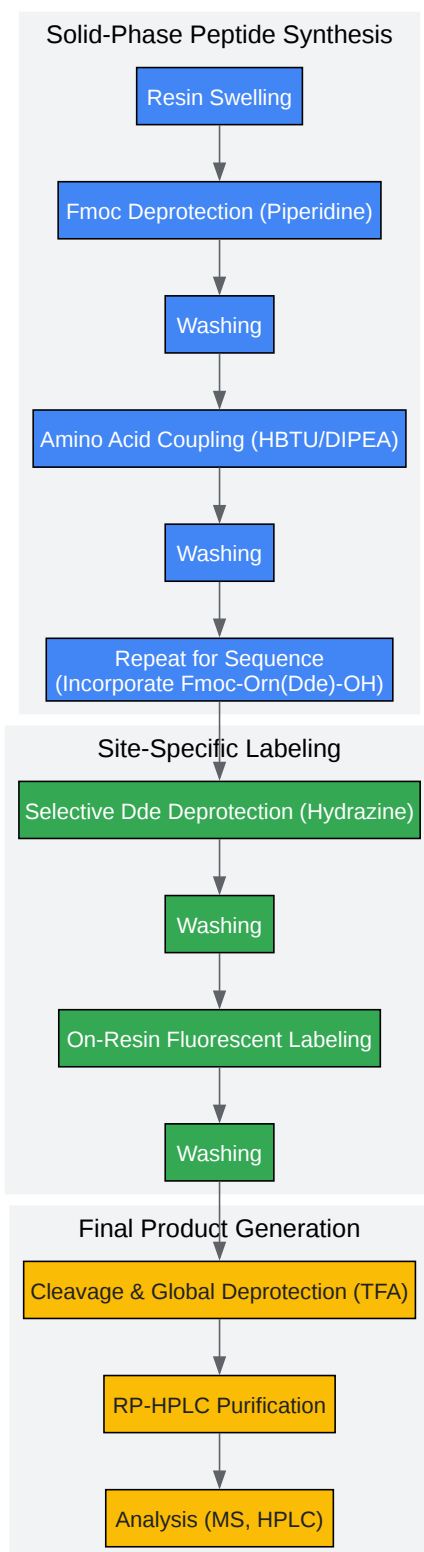 Solid-Phase Peptide Synthesis
Resin Swelling
Fmoc Deprotection (Piperidine)
Washing
Amino Acid Coupling (HBTU/DIPEA)
Washing
Repeat for Sequence
(Incorporate Fmoc-Orn(Dde)-OH)
Site-Specific Labeling
Selective Dde Deprotection (Hydrazine)
Washing
On-Resin Fluorescent Labeling
Washing
Final Product Generation
Cleavage & Global Deprotection (TFA)
RP-HPLC Purification
Analysis (MS, HPLC)